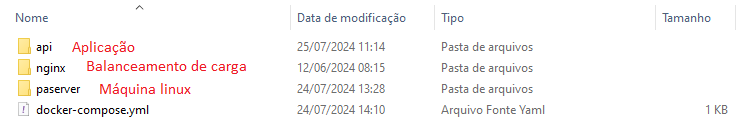 Nome Data de modificação Tipo Tamanho
api Aplicação 25/07/2024 11:14 Pasta de arquivos
nginx Balanceamento de carga 12/06/2024 08:15 Pasta de arquivos
paserver Máquina linux 24/07/2024 13:28 Pasta de arquivos
docker-compose.yml 24/07/2024 14:10 Arquivo Fonte Yaml 1 KB